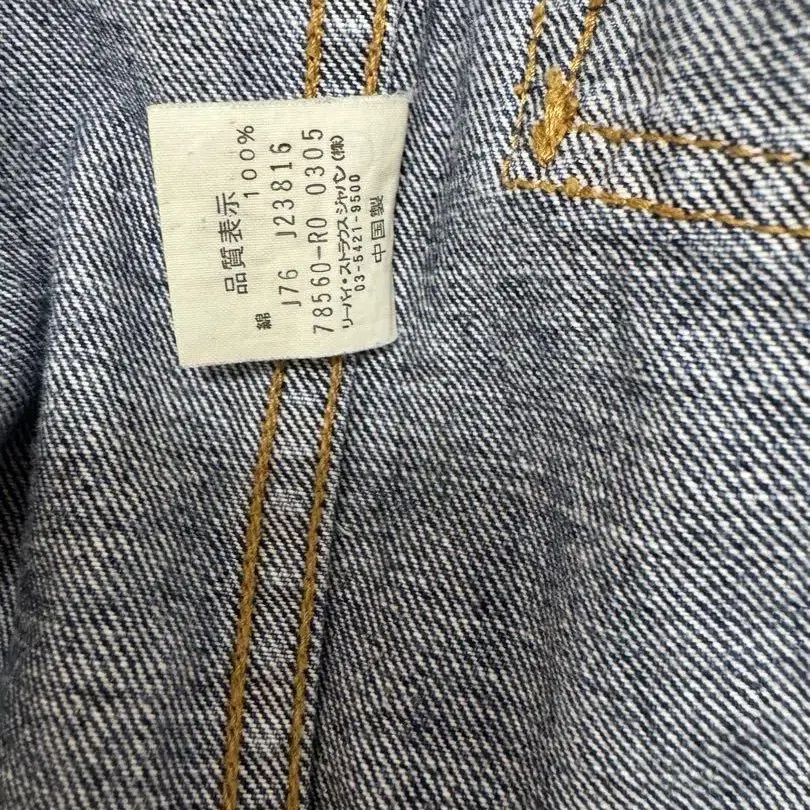 品質表示
綿 100%
J76 J23816
78560-R0 0305
リーバイ・ストラウスジャパン(株)
03-5421-9500
中国製